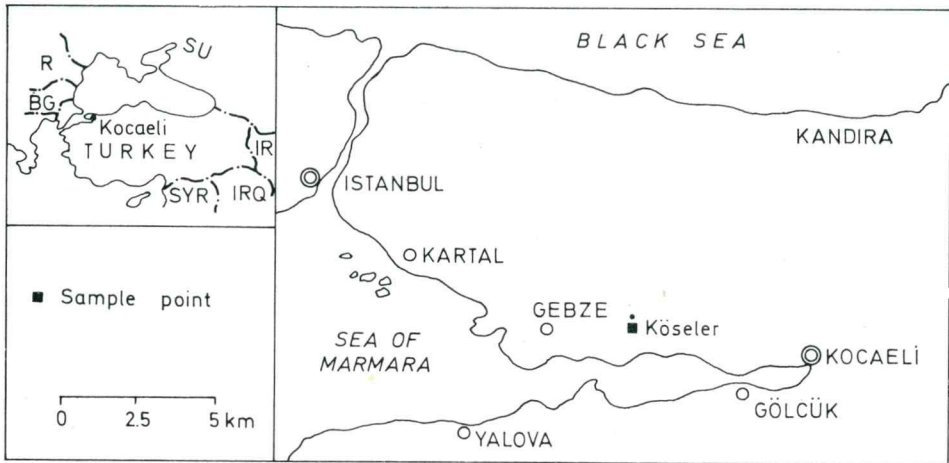 SU
R
BG
Kocaeli
TURKEY
IR
SYR
IRQ
Sample point
0 2.5 5 km
BLACK SEA
KANDIRA
ISTANBUL
KARTAL
GEBZE
Köseler
SEA OF
MARMARA
KOCAELİ
GÖLCÜK
YALOVA